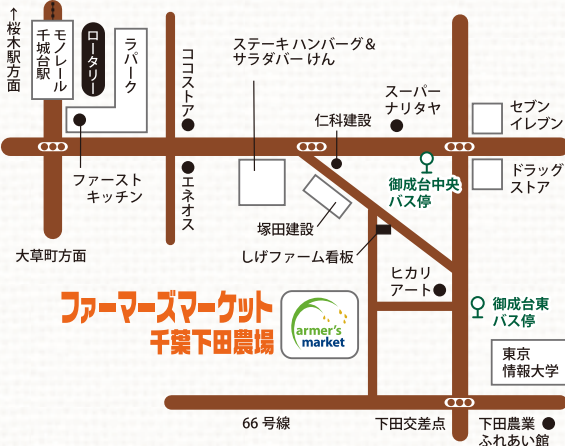 ←桜木駅方面
モノレール
千城台駅
ロータリー
ラパーク
ココストア
ステーキ ハンバーグ＆
サラダバー けん
スーパー
ナリタヤ
仁科建設
セブン
イレブン
ファースト
キッチン
エネオス
御成台中央
バス停
ドラッグ
ストア
塚田建設
大草町方面
しげファーム看板
ヒカリ
アート
ファーマーズマーケット
千葉下田農場
armer's
market
御成台東
バス停
東京
情報大学
66 号線
下田交差点
下田農業
ふれあい館